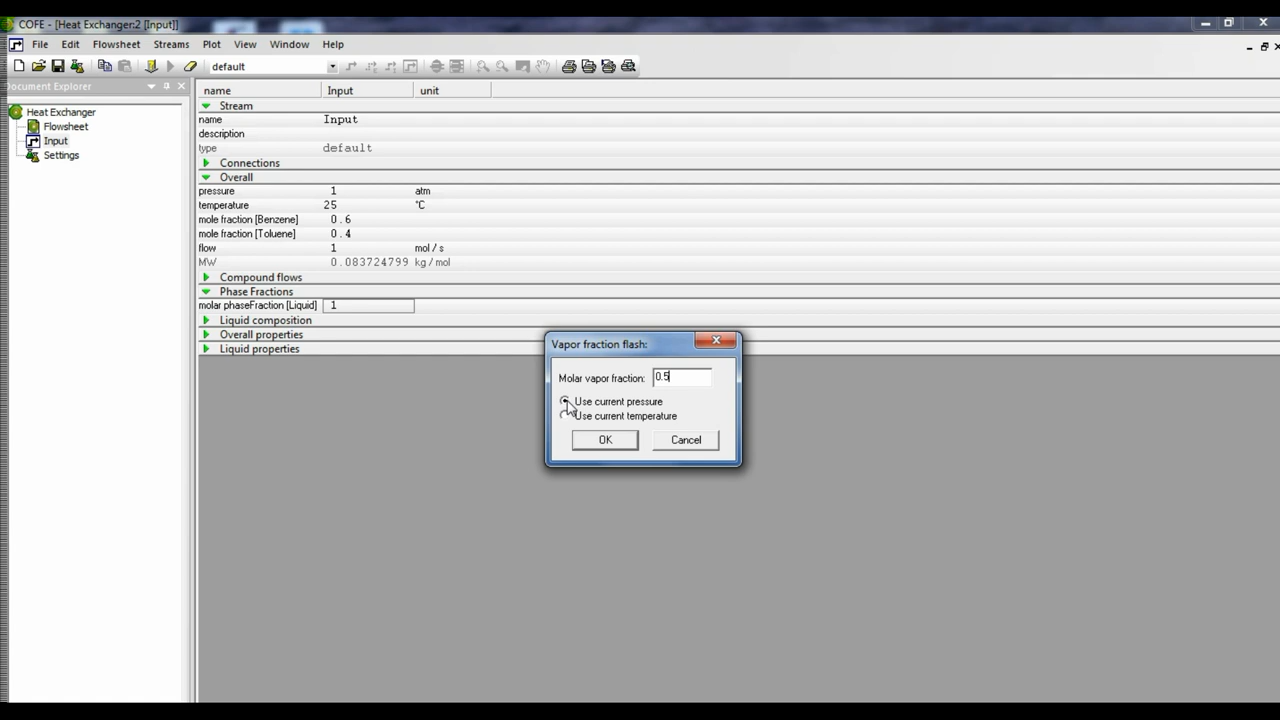 COFE - [Heat Exchanger:2 [Input]]
File Edit Flowsheet Streams Plot View Window Help
default
Document Explorer
Heat Exchanger
Flowsheet
Input
Settings
name Input unit
Stream
name Input
description
type default
Connections
Overall
pressure 1 atm
temperature 25 °C
mole fraction [Benzene] 0.6
mole fraction [Toluene] 0.4
flow 1 mol / s
MW 0.083724799 kg / mol
Compound flows
Phase Fractions
molar phaseFraction [Liquid] 1
Liquid composition
Overall properties
Liquid properties
Vapor fraction flash:
Molar vapor fraction: 0.5
Use current pressure
Use current temperature
OK Cancel